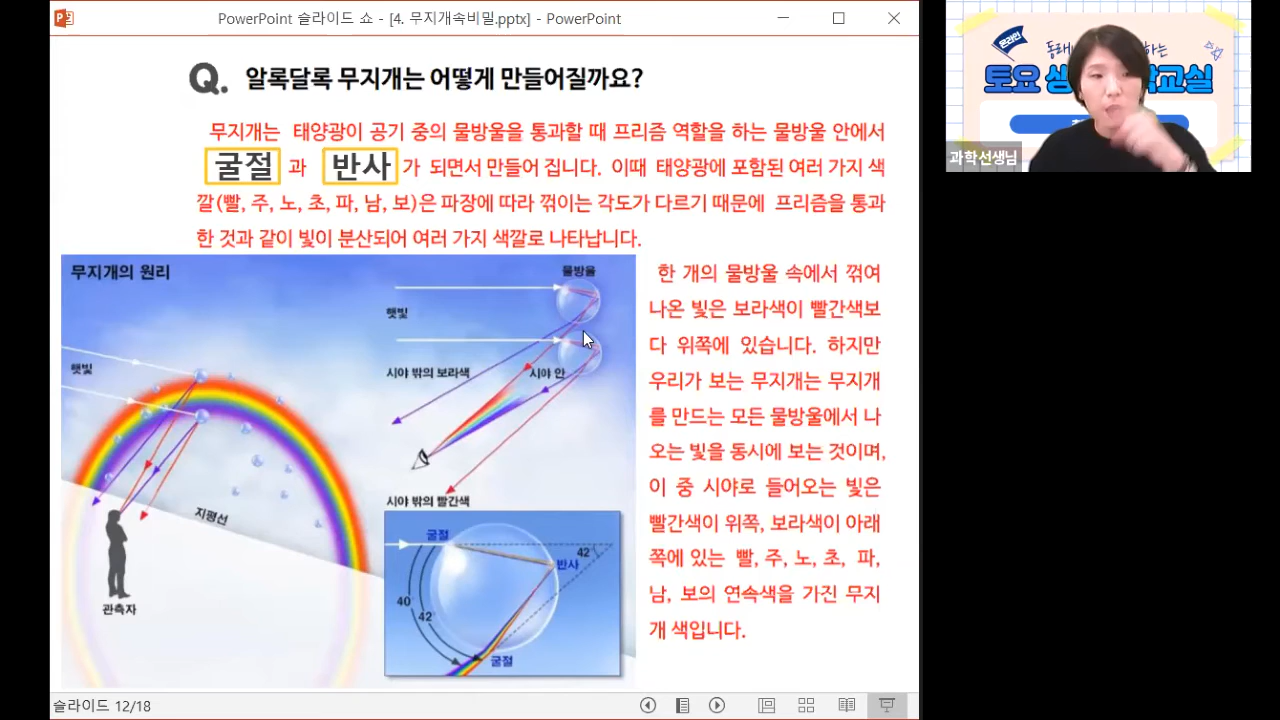 PowerPoint 슬라이드 쇼 - [4. 무지개속비밀.pptx] - PowerPoint
Q. 알록달록 무지개는 어떻게 만들어질까요?
무지개는 태양광이 공기 중의 물방울을 통과할 때 프리즘 역할을 하는 물방울 안에서
굴절 과 반사 가 되면서 만들어 집니다. 이때 태양광에 포함된 여러 가지 색
깔(빨, 주, 노, 초, 파, 남, 보)은 파장에 따라 꺾이는 각도가 다르기 때문에 프리즘을 통과
한 것과 같이 빛이 분산되어 여러 가지 색깔로 나타납니다.
무지개의 원리
햇빛
지평선
관측자
물방울
햇빛
시야 밖의 보라색
시야 안
시야 밖의 빨간색
굴절
42°
반사
40
42°
굴절
한 개의 물방울 속에서 꺾여
나온 빛은 보라색이 빨간색보
다 위쪽에 있습니다. 하지만
우리가 보는 무지개는 무지개
를 만드는 모든 물방울에서 나
오는 빛을 동시에 보는 것이며,
이 중 시야로 들어오는 빛은
빨간색이 위쪽, 보라색이 아래
쪽에 있는 빨, 주, 노, 초, 파,
남, 보의 연속색을 가진 무지
개 색입니다.
슬라이드 12/18
온라인
토요
교실
과학선생님